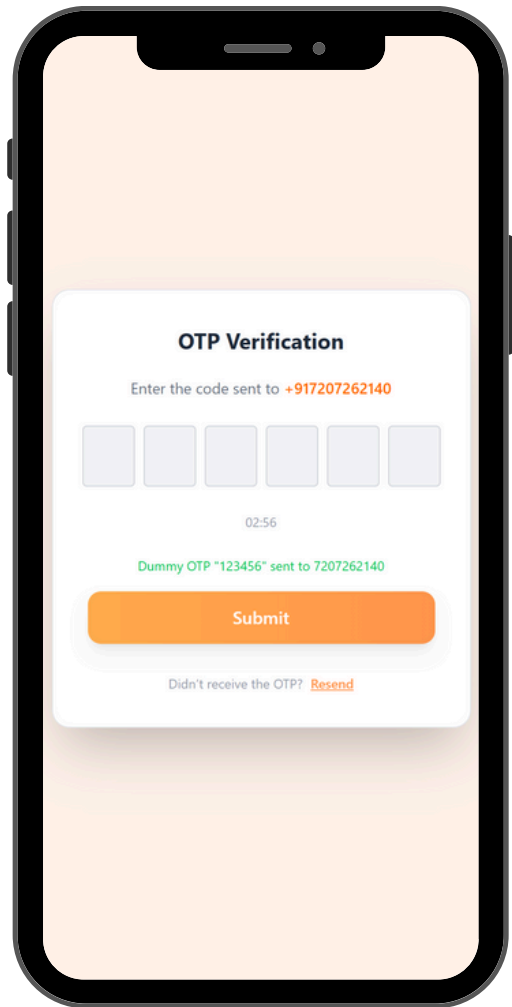 OTP Verification
Enter the code sent to +917207262140
02:56
Dummy OTP "123456" sent to 7207262140
Submit
Didn't receive the OTP? Resend